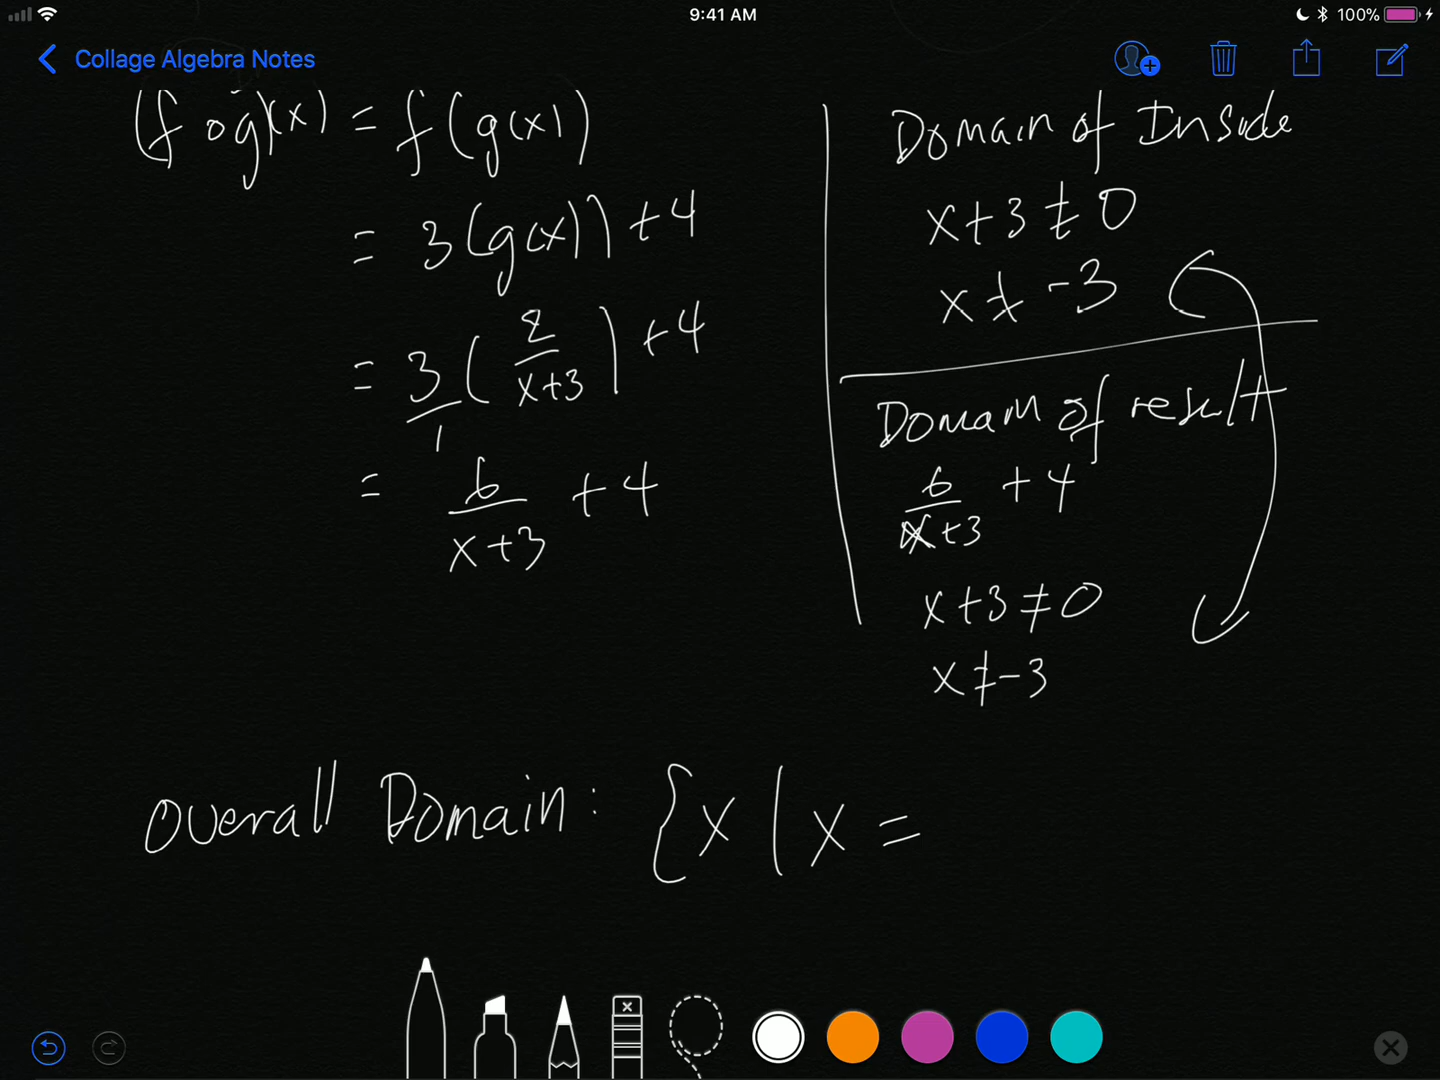 9:41 AM
100%
Collage Algebra Notes
(f o g)(x) = f(g(x))
= 3(g(x)) + 4
= 3/1 (2/x+3) + 4
= 6/x+3 + 4
Domain of Inside
x+3 ≠ 0
x ≠ -3
Domain of result
6/x+3 + 4
x+3 ≠ 0
x ≠ -3
Overall Domain: {x | x =